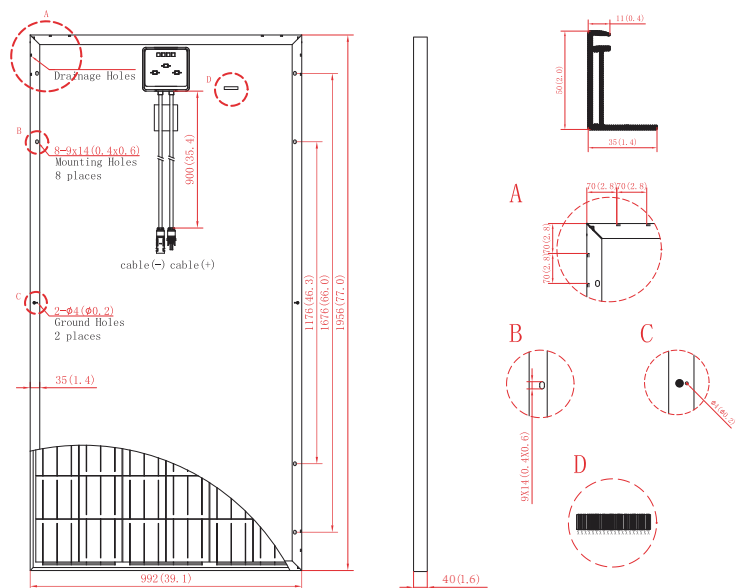 A
Drainage Holes
D
B
8-9x14(0.4x0.6)
Mounting Holes
8 places
900(35.4)
cable(-) cable(+)
C
2-ϕ4(ϕ0.2)
Ground Holes
2 places
1176(46.3)
1676(66.0)
1956(77.0)
35(1.4)
992(39.1)
40(1.6)
11(0.4)
50(2.0)
35(1.4)
A
70(2.8)
70(2.8)
70(2.8)
70(2.8)
B
9X14(0.4X0.6)
C
ϕ4(ϕ0.2)
D